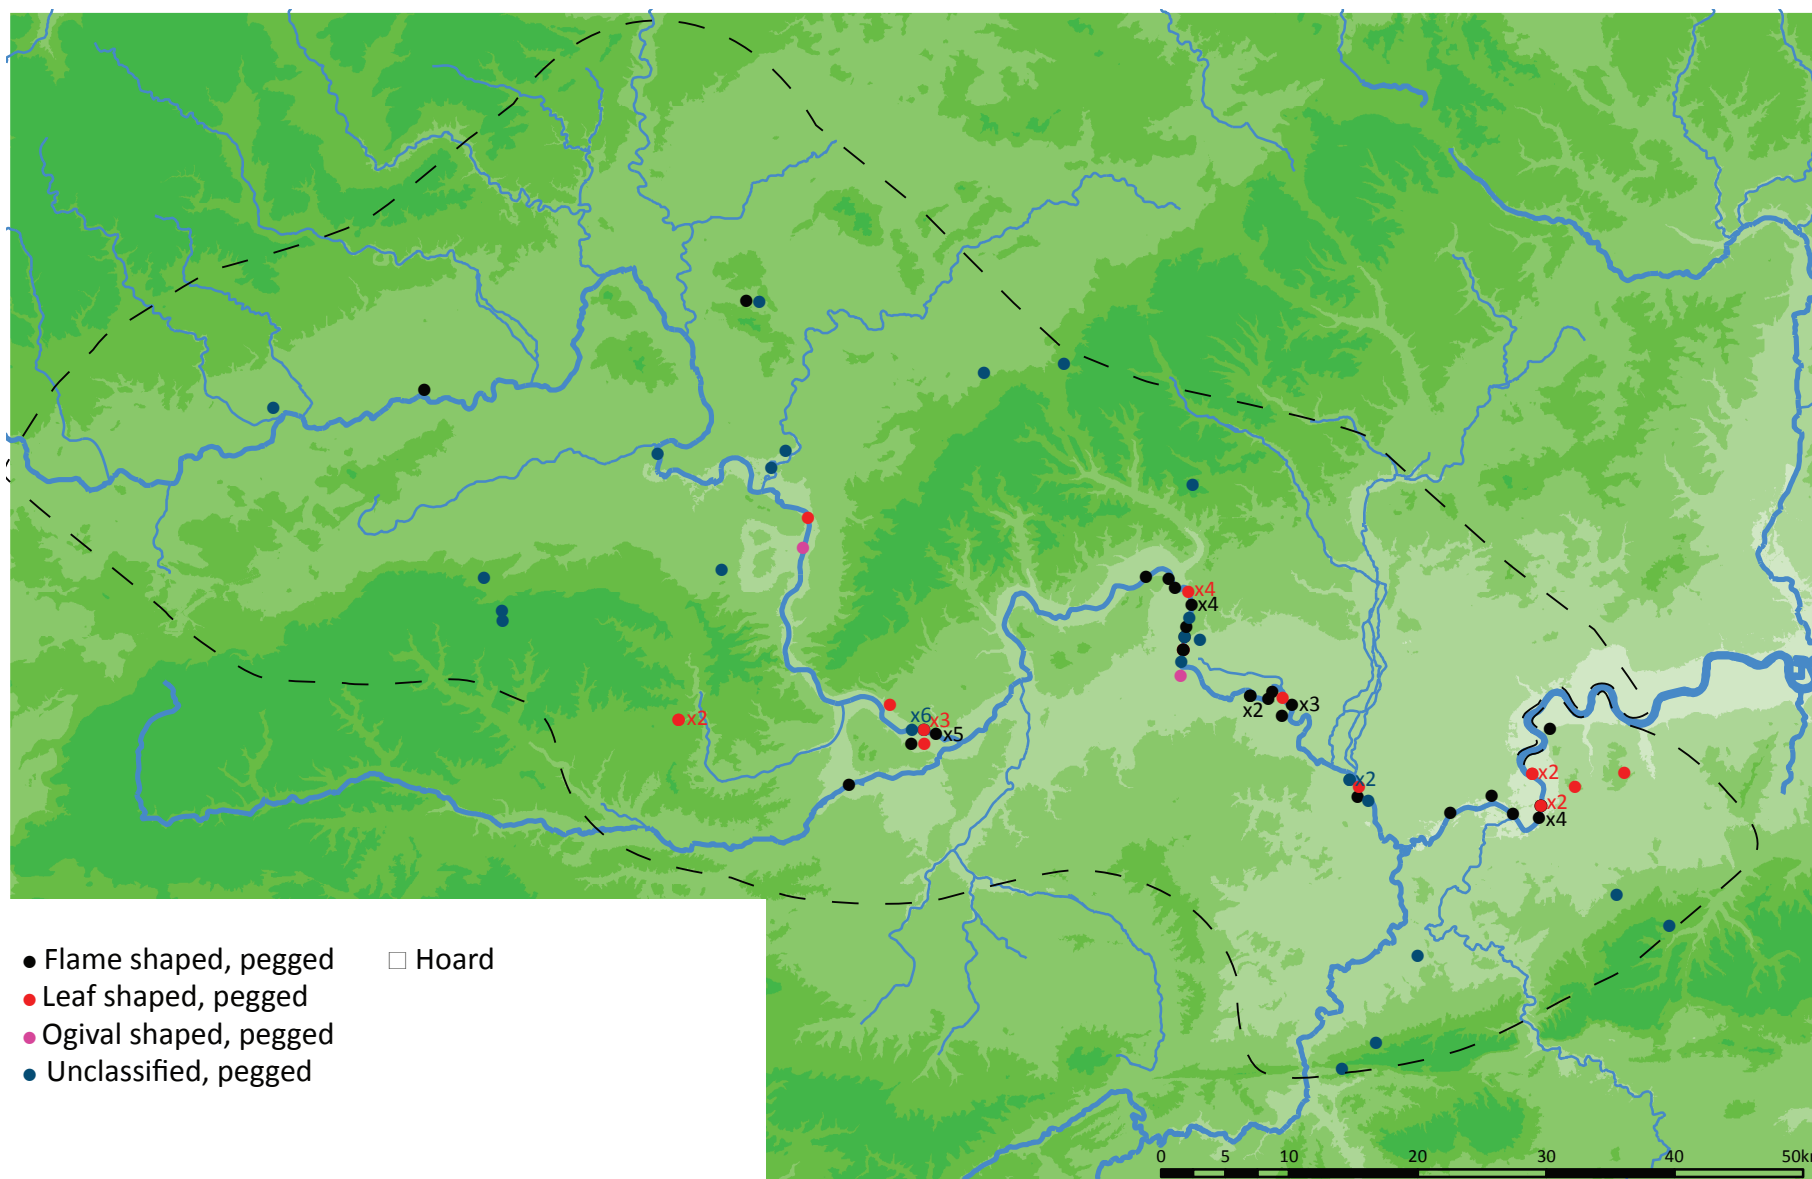 x4
x4
x2
x6
x3
x5
x2
x3
x2
x2
x2
x4
Flame shaped, pegged
Hoard
Leaf shaped, pegged
Ogival shaped, pegged
Unclassified, pegged
0 5 10 20 30 40 50km